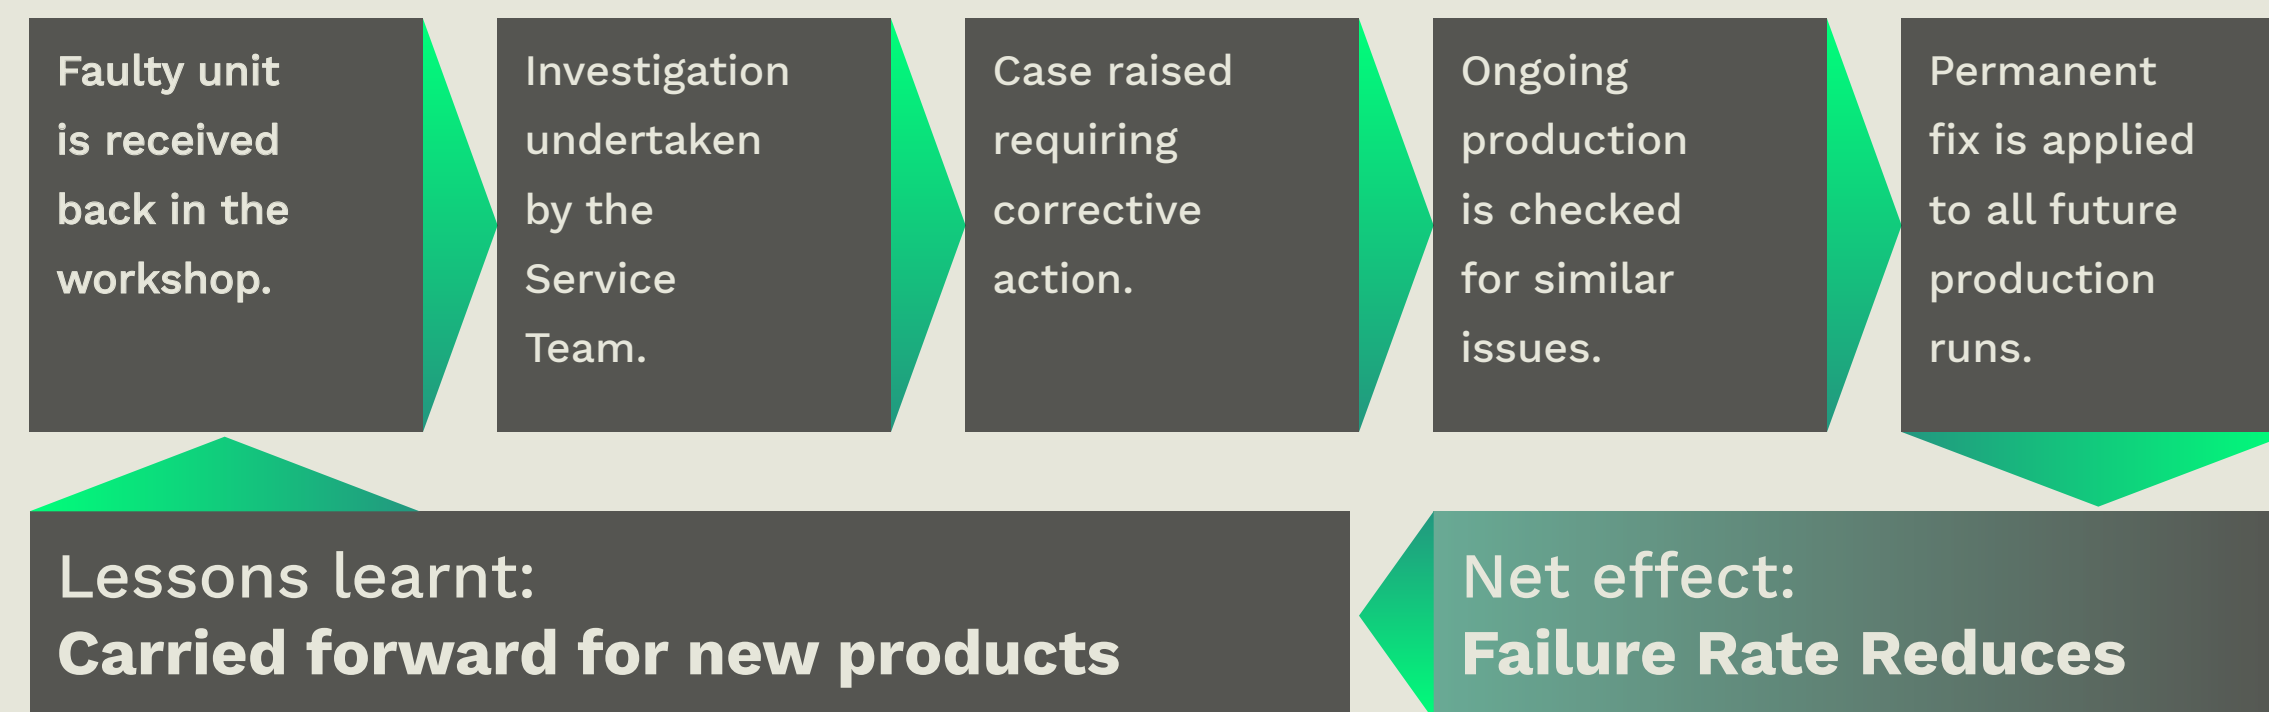 Faulty unit
is received
back in the
workshop.
Investigation
undertaken
by the
Service
Team.
Case raised
requiring
corrective
action.
Ongoing
production
is checked
for similar
issues.
Permanent
fix is applied
to all future
production
runs.
Net effect:
Failure Rate Reduces
Lessons learnt:
Carried forward for new products